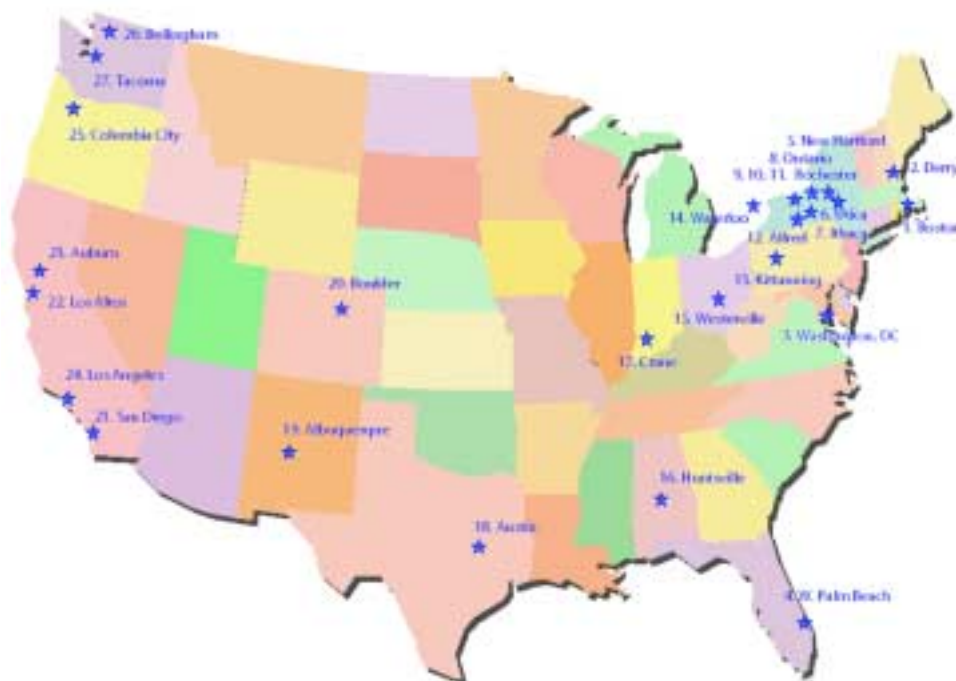 26. Bellingham
27. Tacoma
25. Columbia City
5. New Hartford
8. Ontario
9, 10, 11. Rochester
2. Derry
14. Waterloo
6. Utica
7. Ithaca
1. Boston
12. Alfred
13. Kittanning
15. Westerville
3. Washington, DC
17. Crane
23. Auburn
22. Los Altos
20. Boulder
24. Los Angeles
21. San Diego
19. Albuquerque
16. Huntsville
18. Austin
Palm Beach